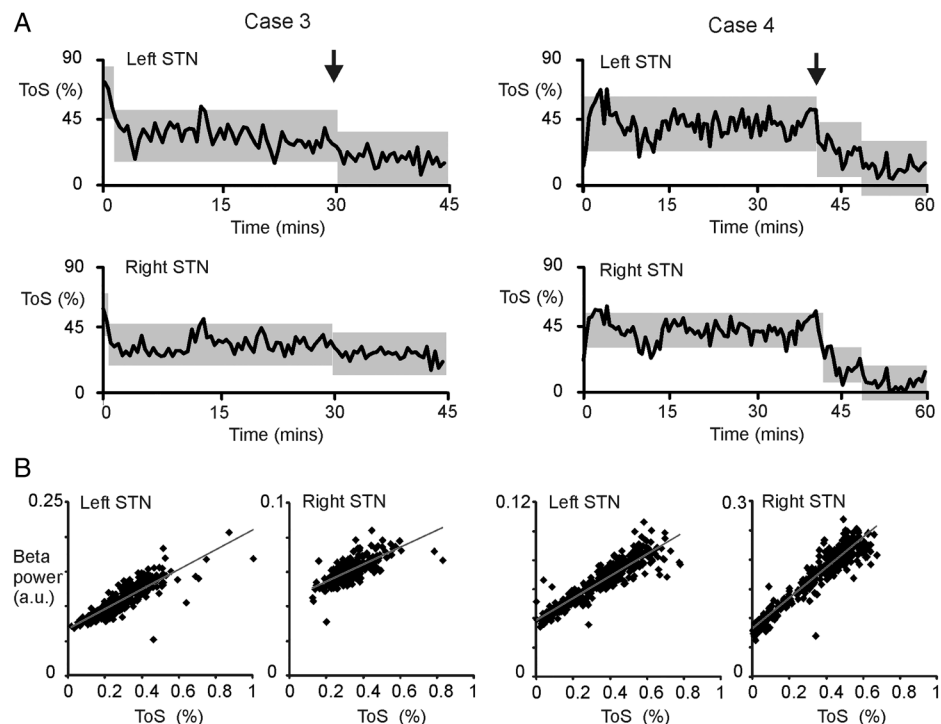 A
Case 3
Case 4
90
Left STN
ToS (%)
45
0
0 15 30 45
Time (mins)
90
Left STN
ToS (%)
45
0
0 15 30 45 60
Time (mins)
90
Right STN
ToS (%)
45
0
0 15 30 45
Time (mins)
90
Right STN
ToS (%)
45
0
0 15 30 45 60
Time (mins)
B
0.25
Left STN
Beta
power
(a.u.)
0
0 0.2 0.4 0.6 0.8 1
ToS (%)
0.1
Right STN
0
0 0.2 0.4 0.6 0.8 1
ToS (%)
0.12
Left STN
0
0 0.2 0.4 0.6 0.8 1
ToS (%)
0.3
Right STN
0
0 0.2 0.4 0.6 0.8 1
ToS (%)